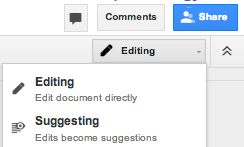 Comments Share
Editing
Editing
Edit document directly
Suggesting
Edits become suggestions